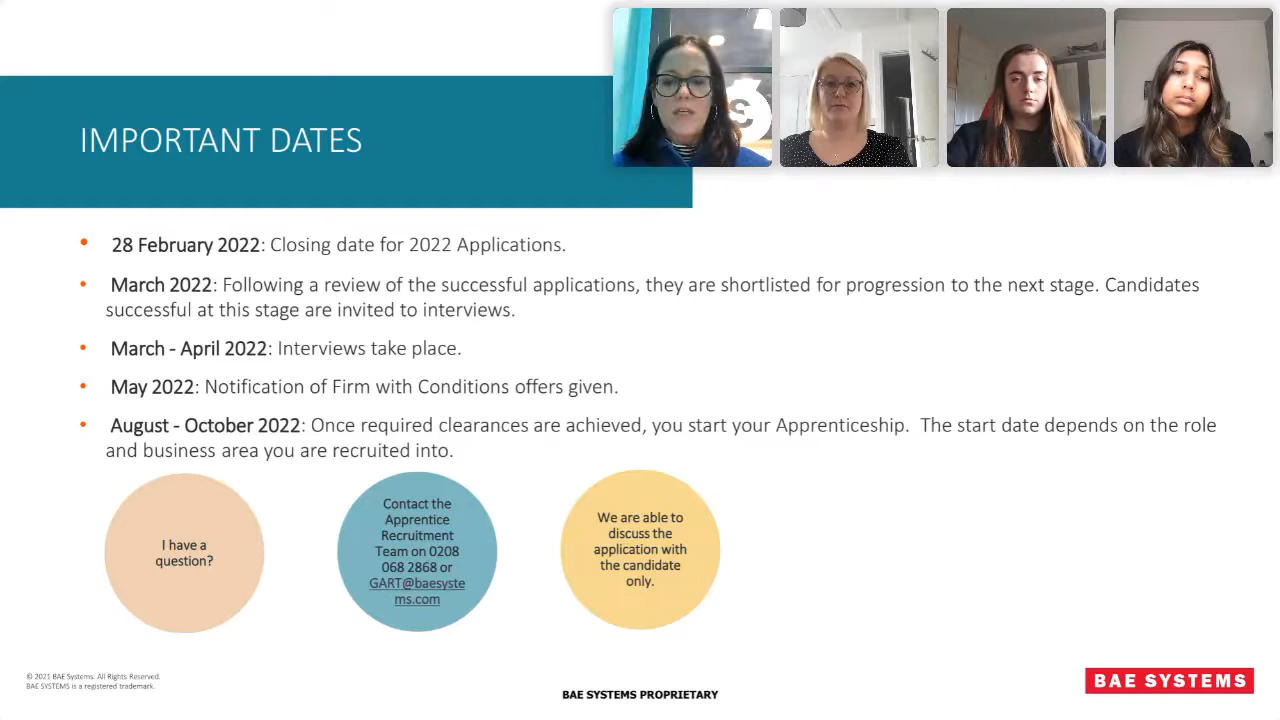 IMPORTANT DATES
• 28 February 2022: Closing date for 2022 Applications.
• March 2022: Following a review of the successful applications, they are shortlisted for progression to the next stage. Candidates
successful at this stage are invited to interviews.
• March - April 2022: Interviews take place.
• May 2022: Notification of Firm with Conditions offers given.
• August - October 2022: Once required clearances are achieved, you start your Apprenticeship.  The start date depends on the role
and business area you are recruited into.
I have a
question?
Contact the
Apprentice
Recruitment
Team on 0208
068 2868 or
GART@baesyste
ms.com
We are able to
discuss the
application with
the candidate
only.
© 2021 BAE Systems. All Rights Reserved.
BAE SYSTEMS is a registered trademark.
BAE SYSTEMS PROPRIETARY
BAE SYSTEMS